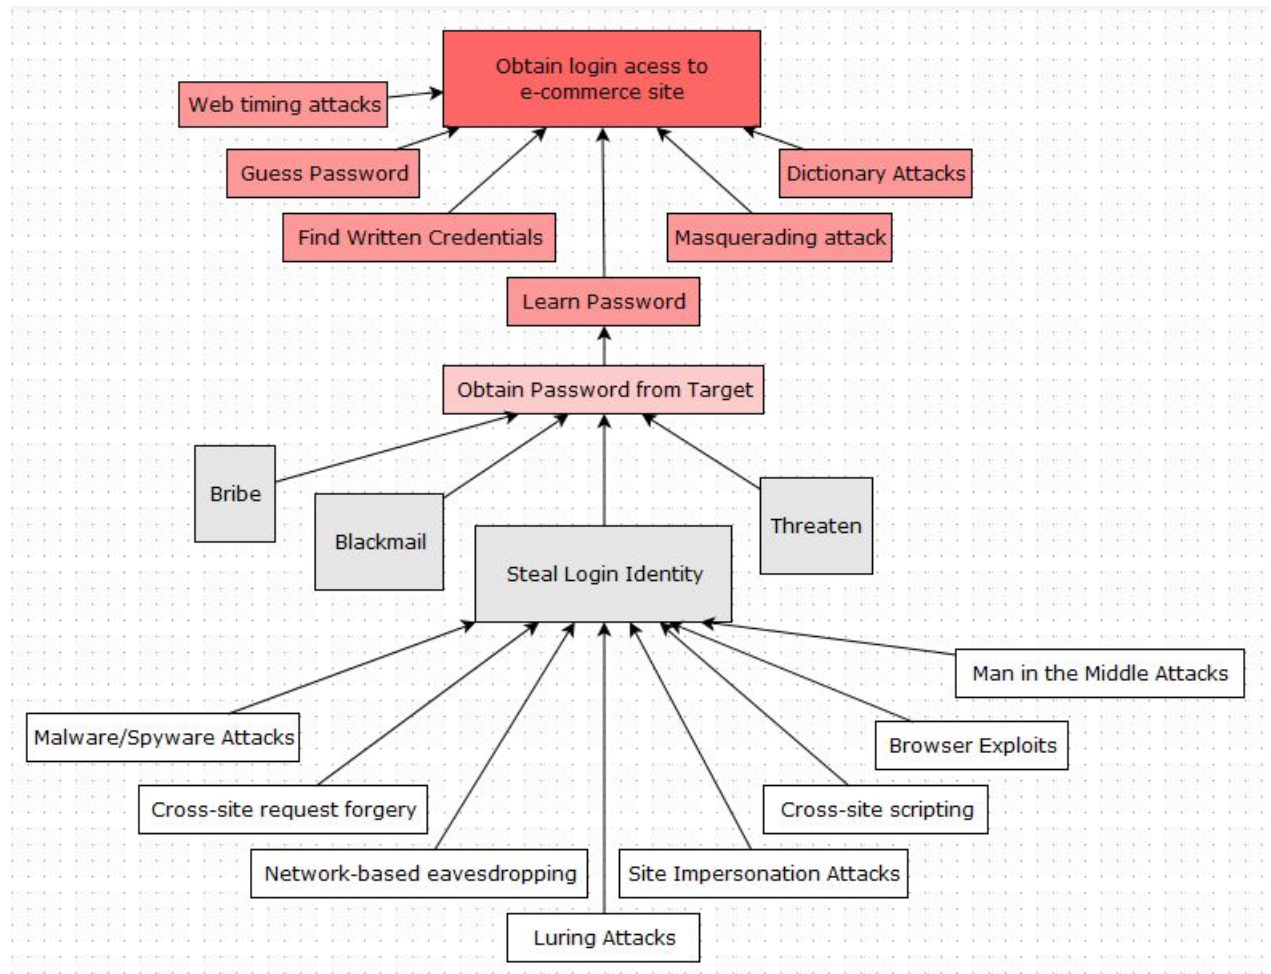 Obtain login acess to
e-commerce site
Web timing attacks
Guess Password
Dictionary Attacks
Find Written Credentials
Masquerading attack
Learn Password
Obtain Password from Target
Bribe
Blackmail
Threaten
Steal Login Identity
Man in the Middle Attacks
Malware/Spyware Attacks
Browser Exploits
Cross-site request forgery
Cross-site scripting
Network-based eavesdropping
Site Impersonation Attacks
Luring Attacks